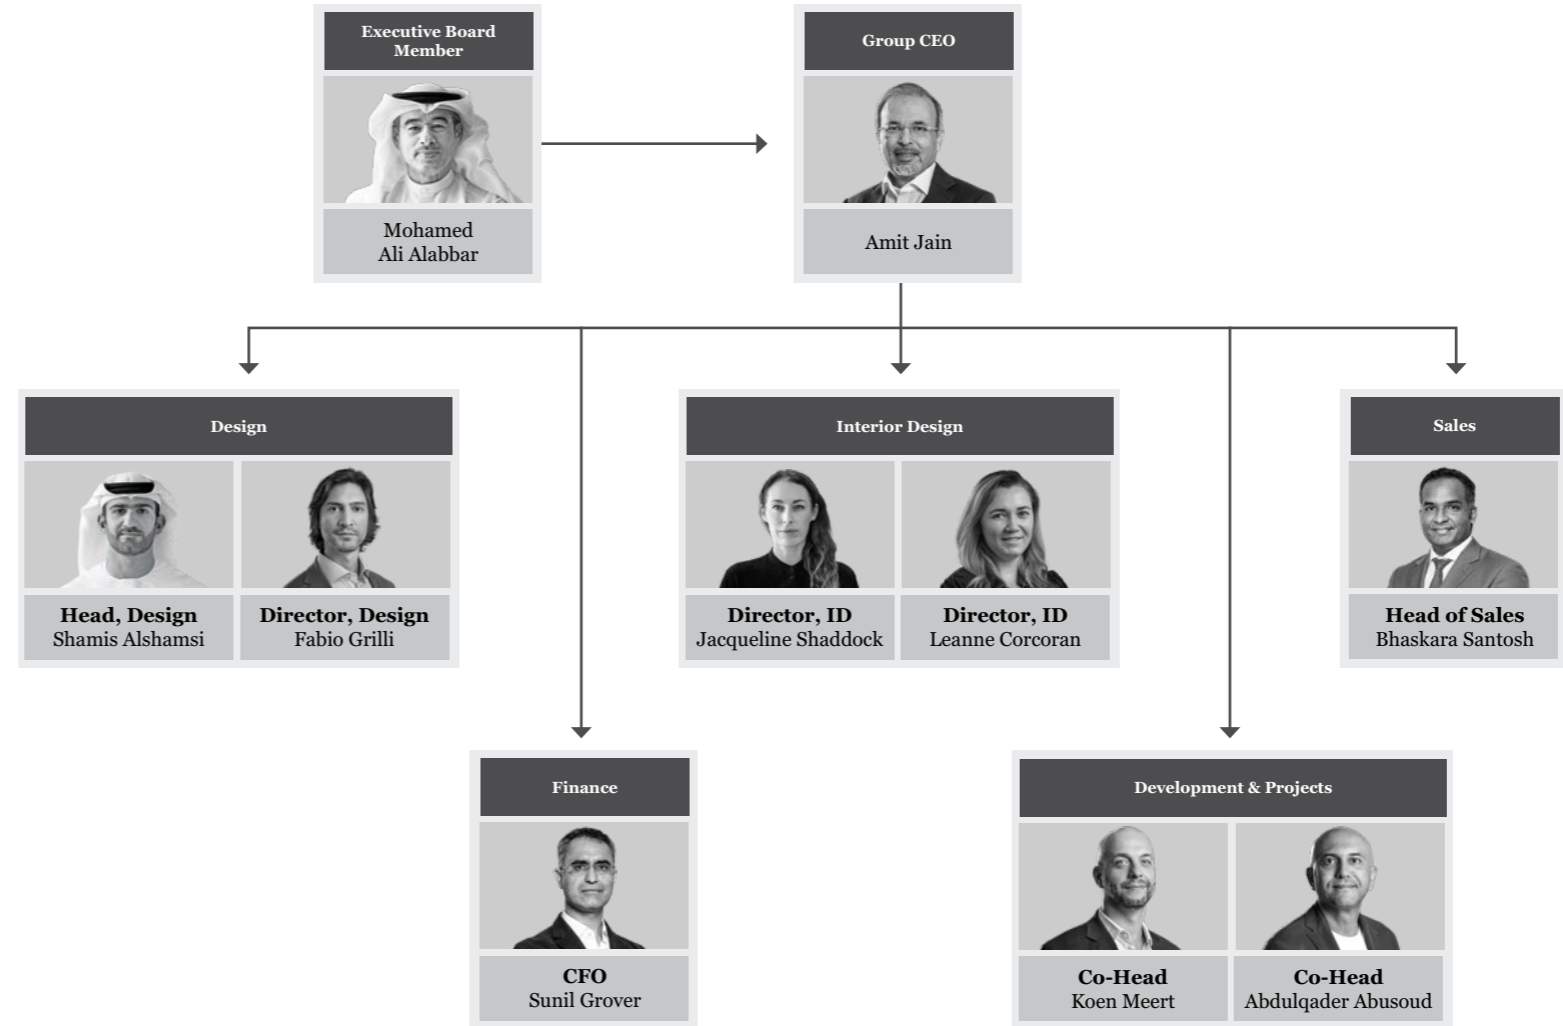 Executive Board
Member
Mohamed
Ali Alabbar
Group CEO
Amit Jain
Design
Head, Design
Shamis Alshamsi
Director, Design
Fabio Grilli
Interior Design
Director, ID
Jacqueline Shaddock
Director, ID
Leanne Corcoran
Sales
Head of Sales
Bhaskara Santosh
Finance
CFO
Sunil Grover
Development & Projects
Co-Head
Koen Meert
Co-Head
Abdulqader Abusoud